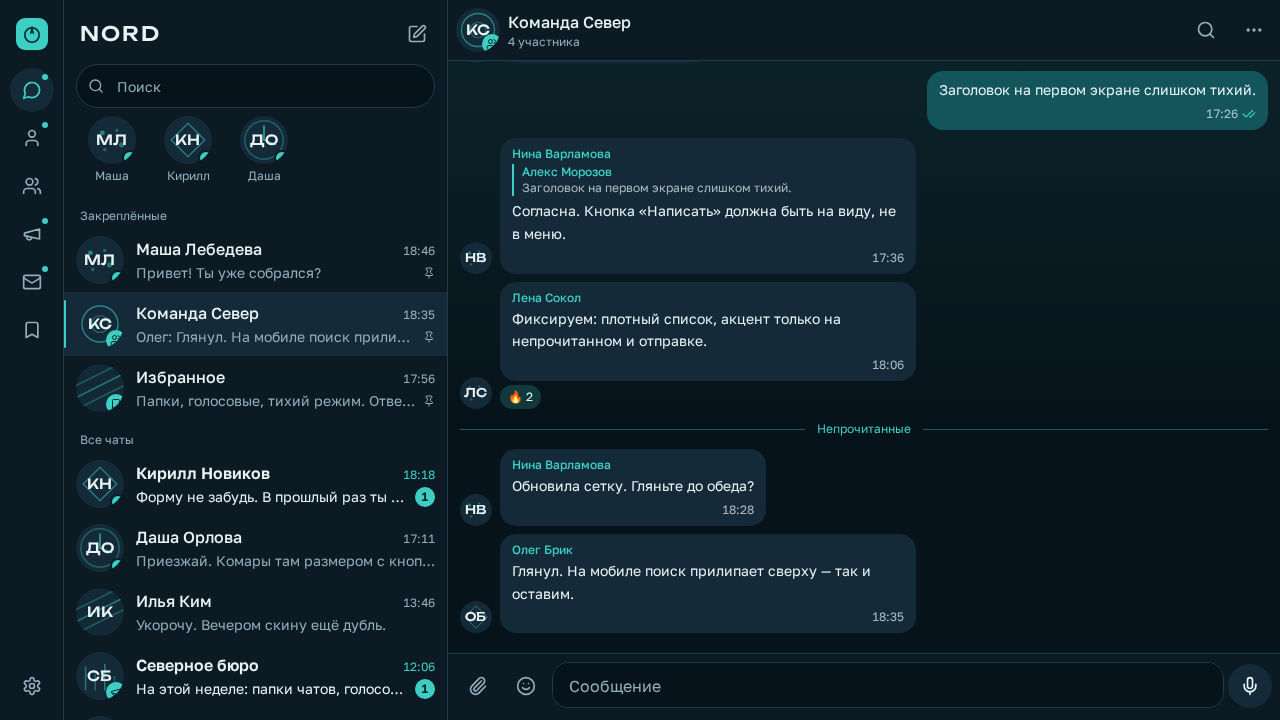 NORD
Поиск
МЛ
КН
ДО
Маша
Кирилл
Даша
Закреплённые
МЛ
Маша Лебедева
18:46
Привет! Ты уже собрался?
КС
Команда Север
18:35
Олег: Глянул. На мобиле поиск прили...
Избранное
17:56
Папки, голосовые, тихий режим. Отве...
Все чаты
КН
Кирилл Новиков
18:18
Форму не забудь. В прошлый раз ты ...
1
ДО
Даша Орлова
17:11
Приезжай. Комары там размером с кноп...
ИК
Илья Ким
13:46
Укорочу. Вечером скину ещё дубль.
СБ
Северное бюро
12:06
На этой неделе: папки чатов, голосо...
1
КС
Команда Север
4 участника
Заголовок на первом экране слишком тихий.
17:26
Нина Варламова
Алекс Морозов
Заголовок на первом экране слишком тихий.
Согласна. Кнопка «Написать» должна быть на виду, не
в меню.
НВ
17:36
Лена Сокол
Фиксируем: плотный список, акцент только на
непрочитанном и отправке.
18:06
ЛС
🔥 2
Непрочитанные
Нина Варламова
Обновила сетку. Гляньте до обеда?
НВ
18:28
Олег Брик
Глянул. На мобиле поиск прилипает сверху — так и
оставим.
ОБ
18:35
Сообщение